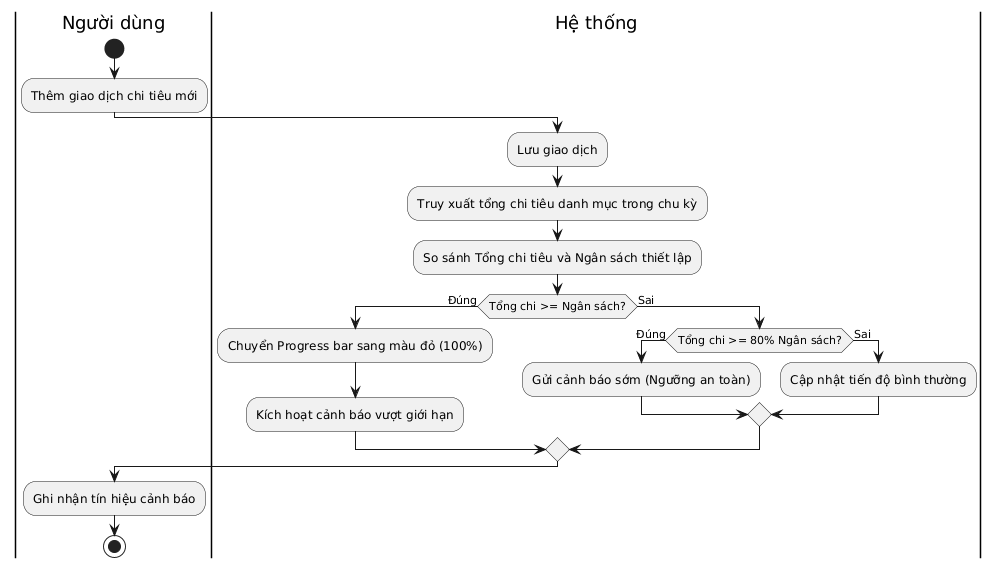 Người dùng
Hệ thống
Thêm giao dịch chi tiêu mới
Lưu giao dịch
Truy xuất tổng chi tiêu danh mục trong chu kỳ
So sánh Tổng chi tiêu và Ngân sách thiết lập
Đúng
Tổng chi >= Ngân sách?
Sai
Chuyển Progress bar sang màu đỏ (100%)
Kích hoạt cảnh báo vượt giới hạn
Đúng
Tổng chi >= 80% Ngân sách?
Sai
Gửi cảnh báo sớm (Ngưỡng an toàn)
Cập nhật tiến độ bình thường
Ghi nhận tín hiệu cảnh báo